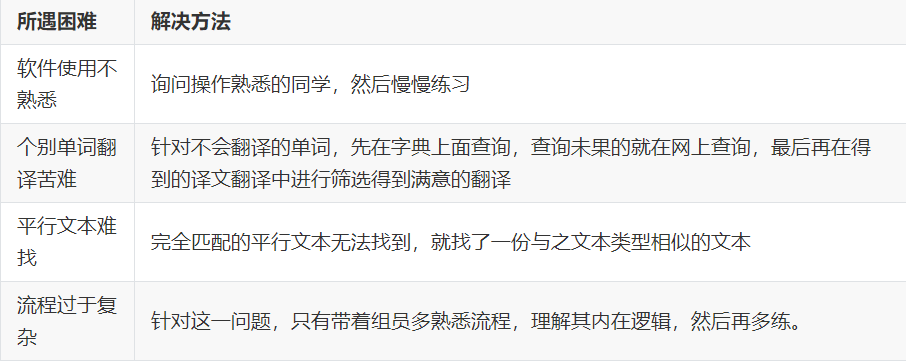 所遇困难 解决方法
软件使用不
熟悉
询问操作熟悉的同学，然后慢慢练习
个别单词翻
译苦难
针对不会翻译的单词，先在字典上面查询，查询未果的就在网上查询，最后再在得
到的译文翻译中进行筛选得到满意的翻译
平行文本难
找
完全匹配的平行文本无法找到，就找了一份与之文本类型相似的文本
流程过于复
杂
针对这一问题，只有带着组员多熟悉流程，理解其内在逻辑，然后再多练。